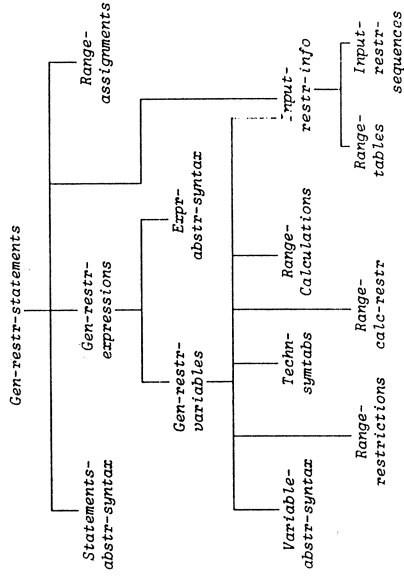 Gen-restr-statements
Statements-
abstr-syntax
Gen-restr-
expressions
Range-
assignments
Gen-restr-
variables
Expr-
abstr-syntax
Variable-
abstr-syntax
Range-
restrictions
Techn-
symtabs
Range-
calc-restr
Range-
Calculations
Input-
restr-info
Range-
tables
Input-
restr-
sequences